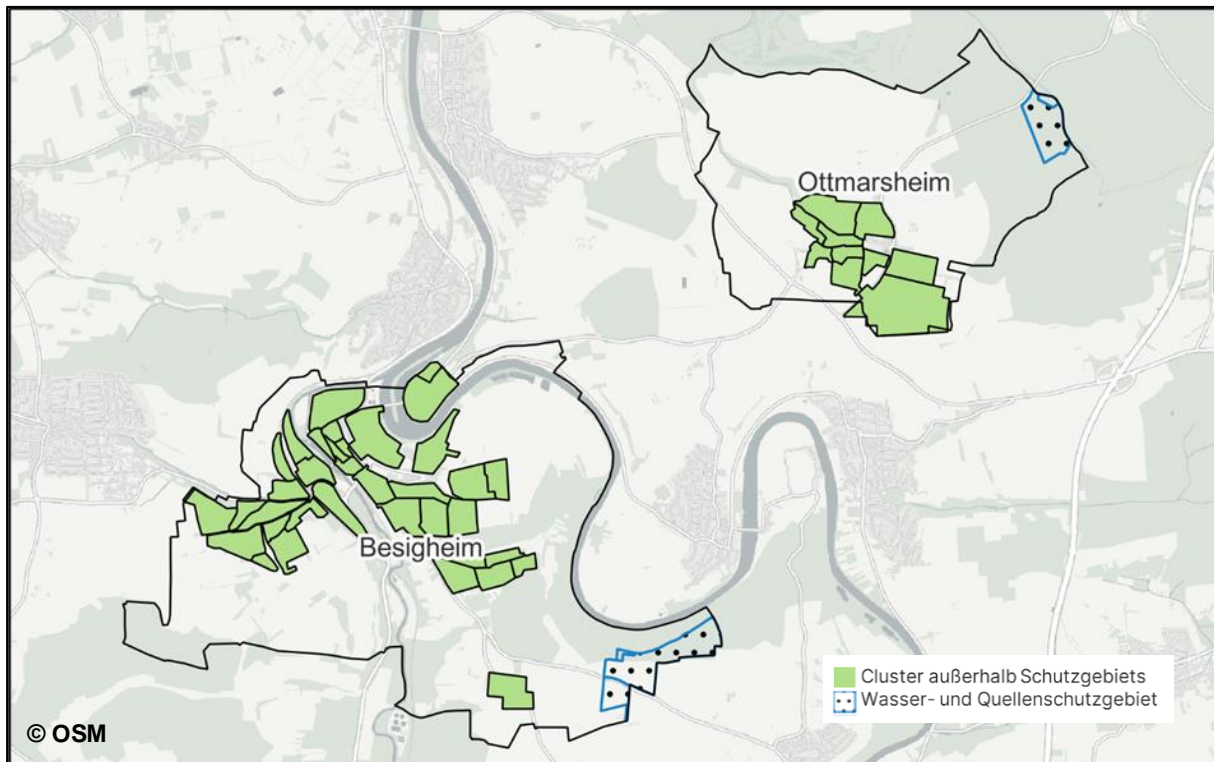 Ottmarsheim
Besigheim
Cluster außerhalb Schutzgebiets
Wasser- und Quellenschutzgebiet
© OSM